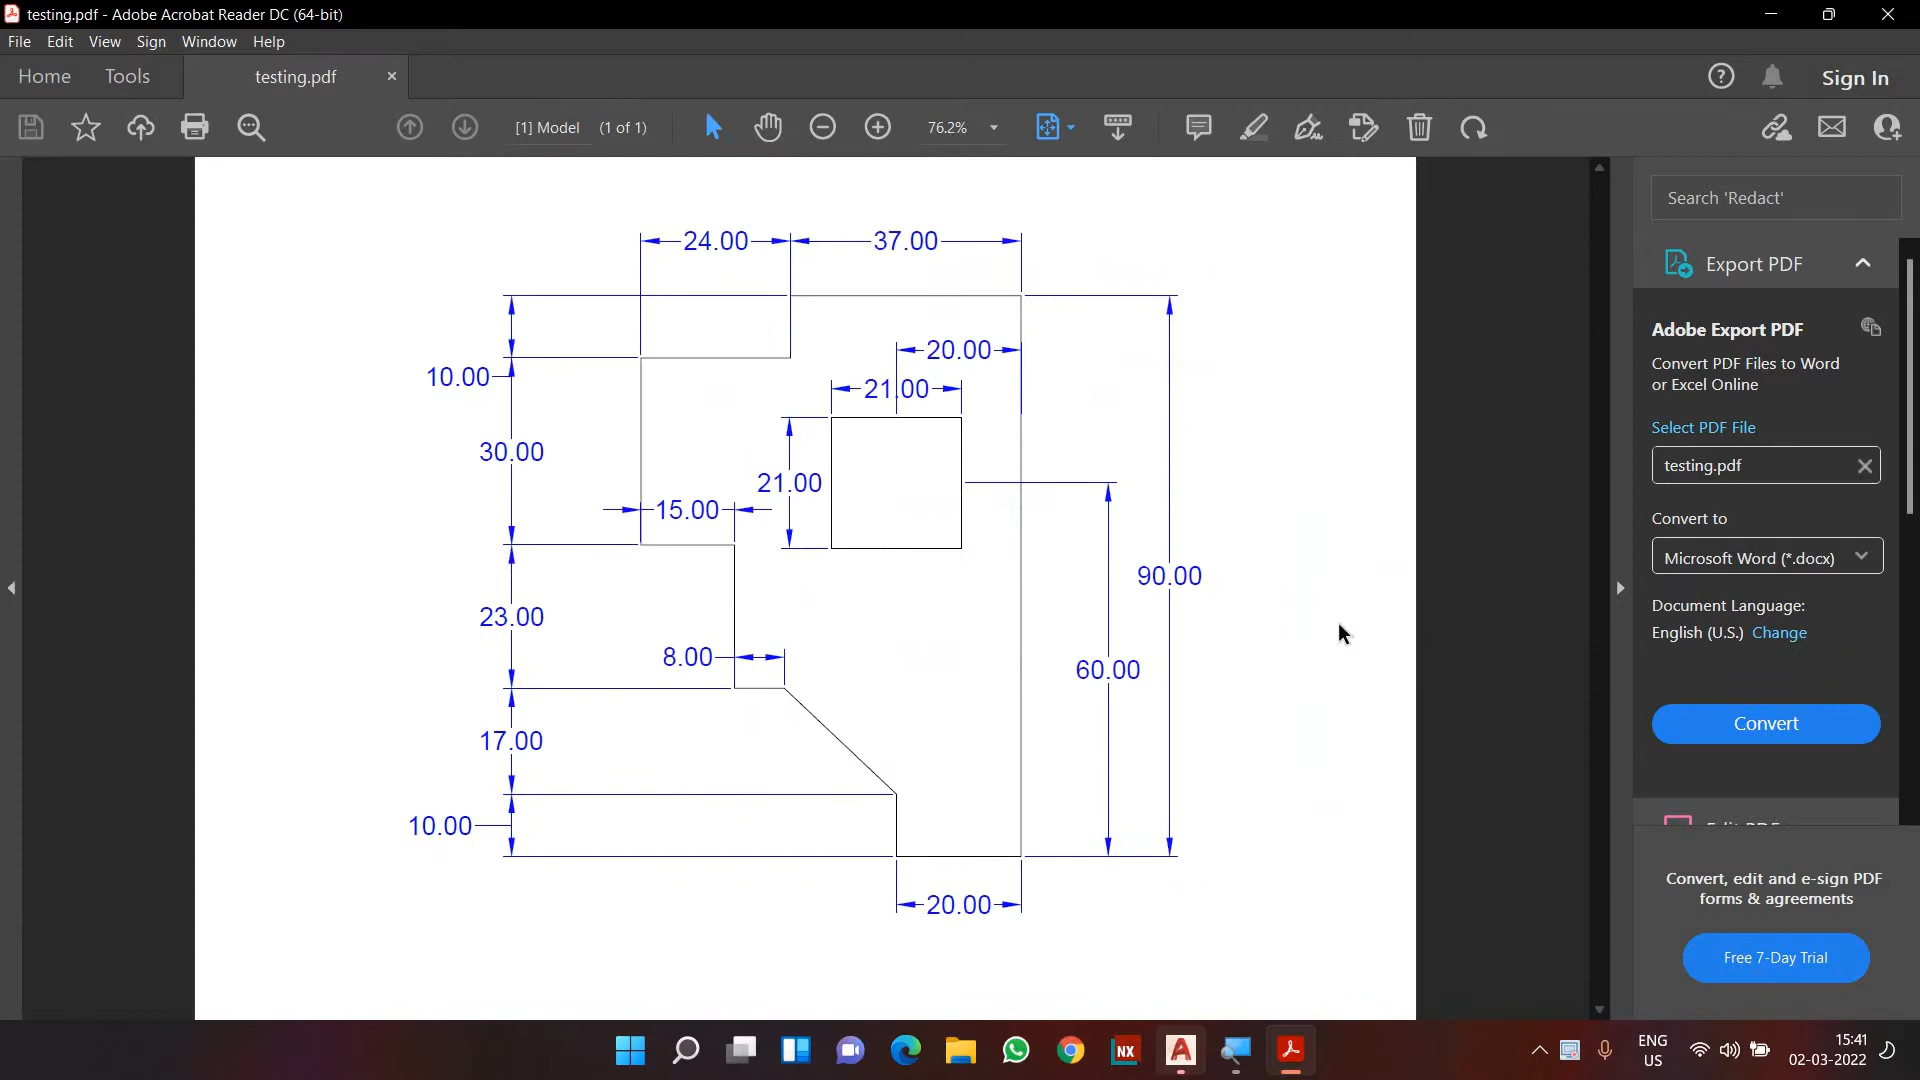 testing.pdf - Adobe Acrobat Reader DC (64-bit)
File Edit View Sign Window Help
Home Tools testing.pdf
Sign In
[1] Model (1 of 1) 76.2%
24.00 37.00
20.00
10.00
21.00
30.00
21.00
15.00
90.00
23.00
8.00
60.00
17.00
10.00
20.00
Search 'Redact'
Export PDF
Adobe Export PDF
Convert PDF Files to Word
or Excel Online
Select PDF File
testing.pdf
Convert to
Microsoft Word (*.docx)
Document Language:
English (U.S.) Change
Convert
Convert, edit and e-sign PDF
forms & agreements
Free 7-Day Trial
NX
ENG
US
15:41
02-03-2022